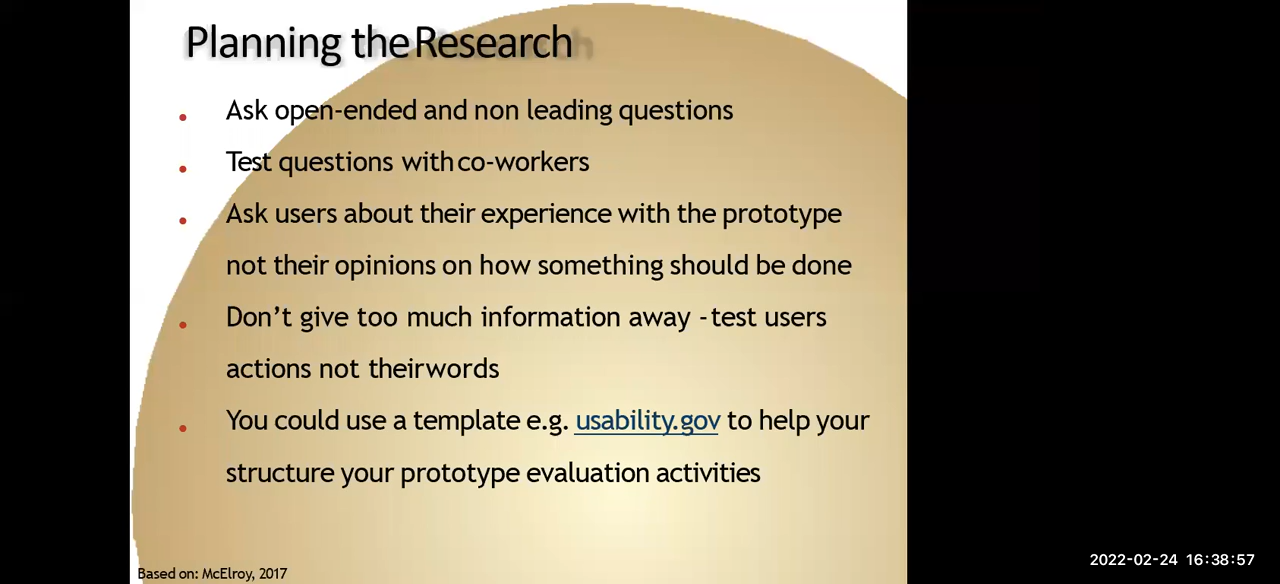 Planning the Research
• Ask open-ended and non leading questions
• Test questions with co-workers
• Ask users about their experience with the prototype
not their opinions on how something should be done
• Don’t give too much information away - test users
actions not their words
• You could use a template e.g. usability.gov to help your
structure your prototype evaluation activities
Based on: McElroy, 2017
2022-02-24 16:38:57